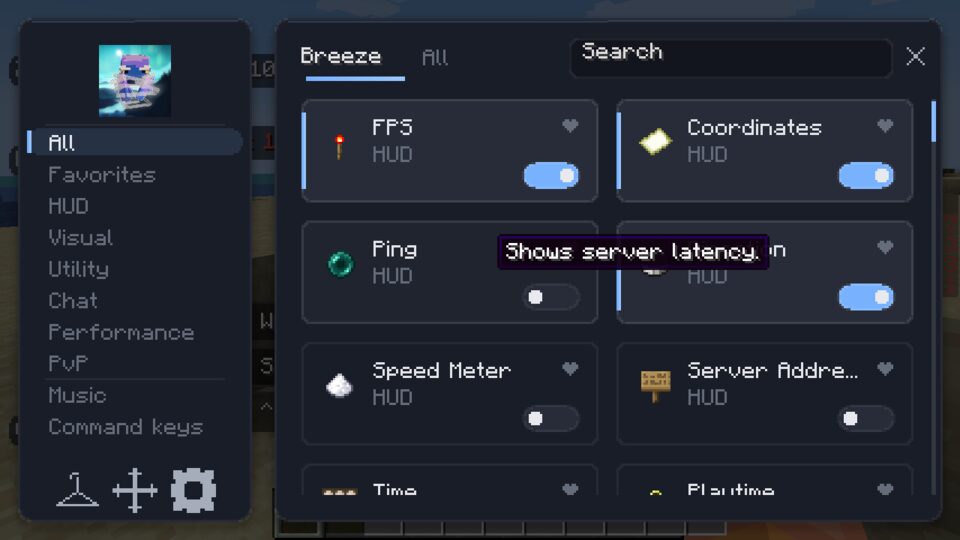 All
Favorites
HUD
Visual
Utility
Chat
Performance
PvP
Music
Command keys
Breeze
All
Search
FPS
HUD
Coordinates
HUD
Ping
HUD
Shows server latency.
HUD
Speed Meter
HUD
Server Addre...
HUD
Time
Playtime